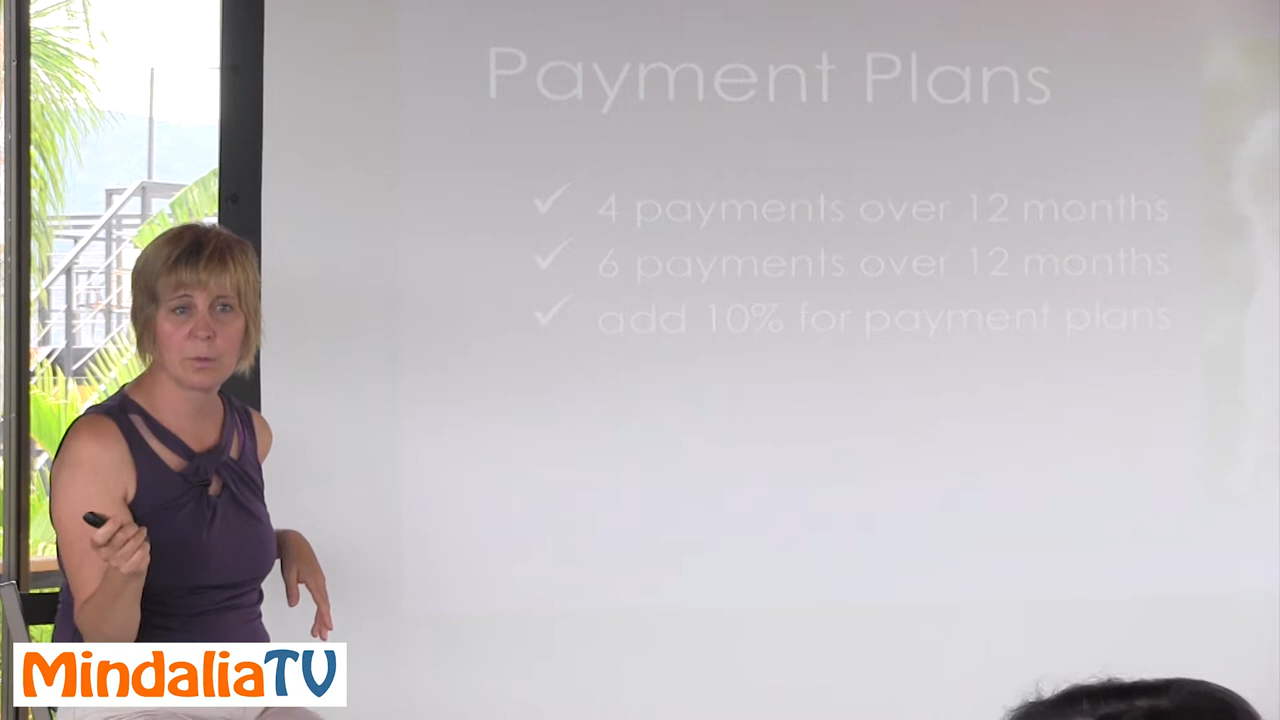 Payment Plans
✓ 4 payments over 12 months
✓ 6 payments over 12 months
✓ add 10% for payment plans
MindaliaTV